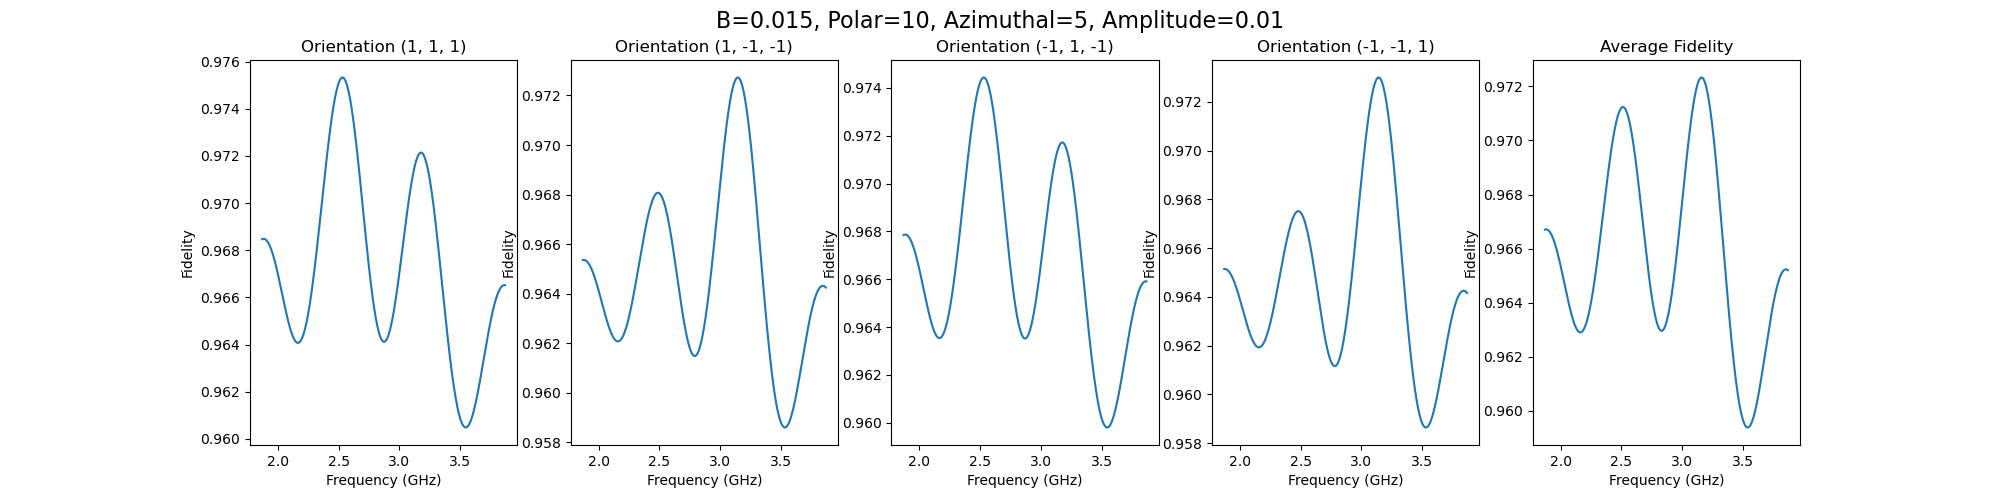 B=0.015, Polar=10, Azimuthal=5, Amplitude=0.01
Orientation (1, 1, 1)
0.976
0.974
0.972
0.970
0.968
0.966
0.964
0.962
0.960
Fidelity
2.0 2.5 3.0 3.5
Frequency (GHz)
Orientation (1, -1, -1)
0.972
0.970
0.968
0.966
0.964
0.962
0.960
0.958
Fidelity
2.0 2.5 3.0 3.5
Frequency (GHz)
Orientation (-1, 1, -1)
0.974
0.972
0.970
0.968
0.966
0.964
0.962
0.960
Fidelity
2.0 2.5 3.0 3.5
Frequency (GHz)
Orientation (-1, -1, 1)
0.972
0.970
0.968
0.966
0.964
0.962
0.960
0.958
Fidelity
2.0 2.5 3.0 3.5
Frequency (GHz)
Average Fidelity
0.972
0.970
0.968
0.966
0.964
0.962
0.960
2.0 2.5 3.0 3.5
Frequency (GHz)